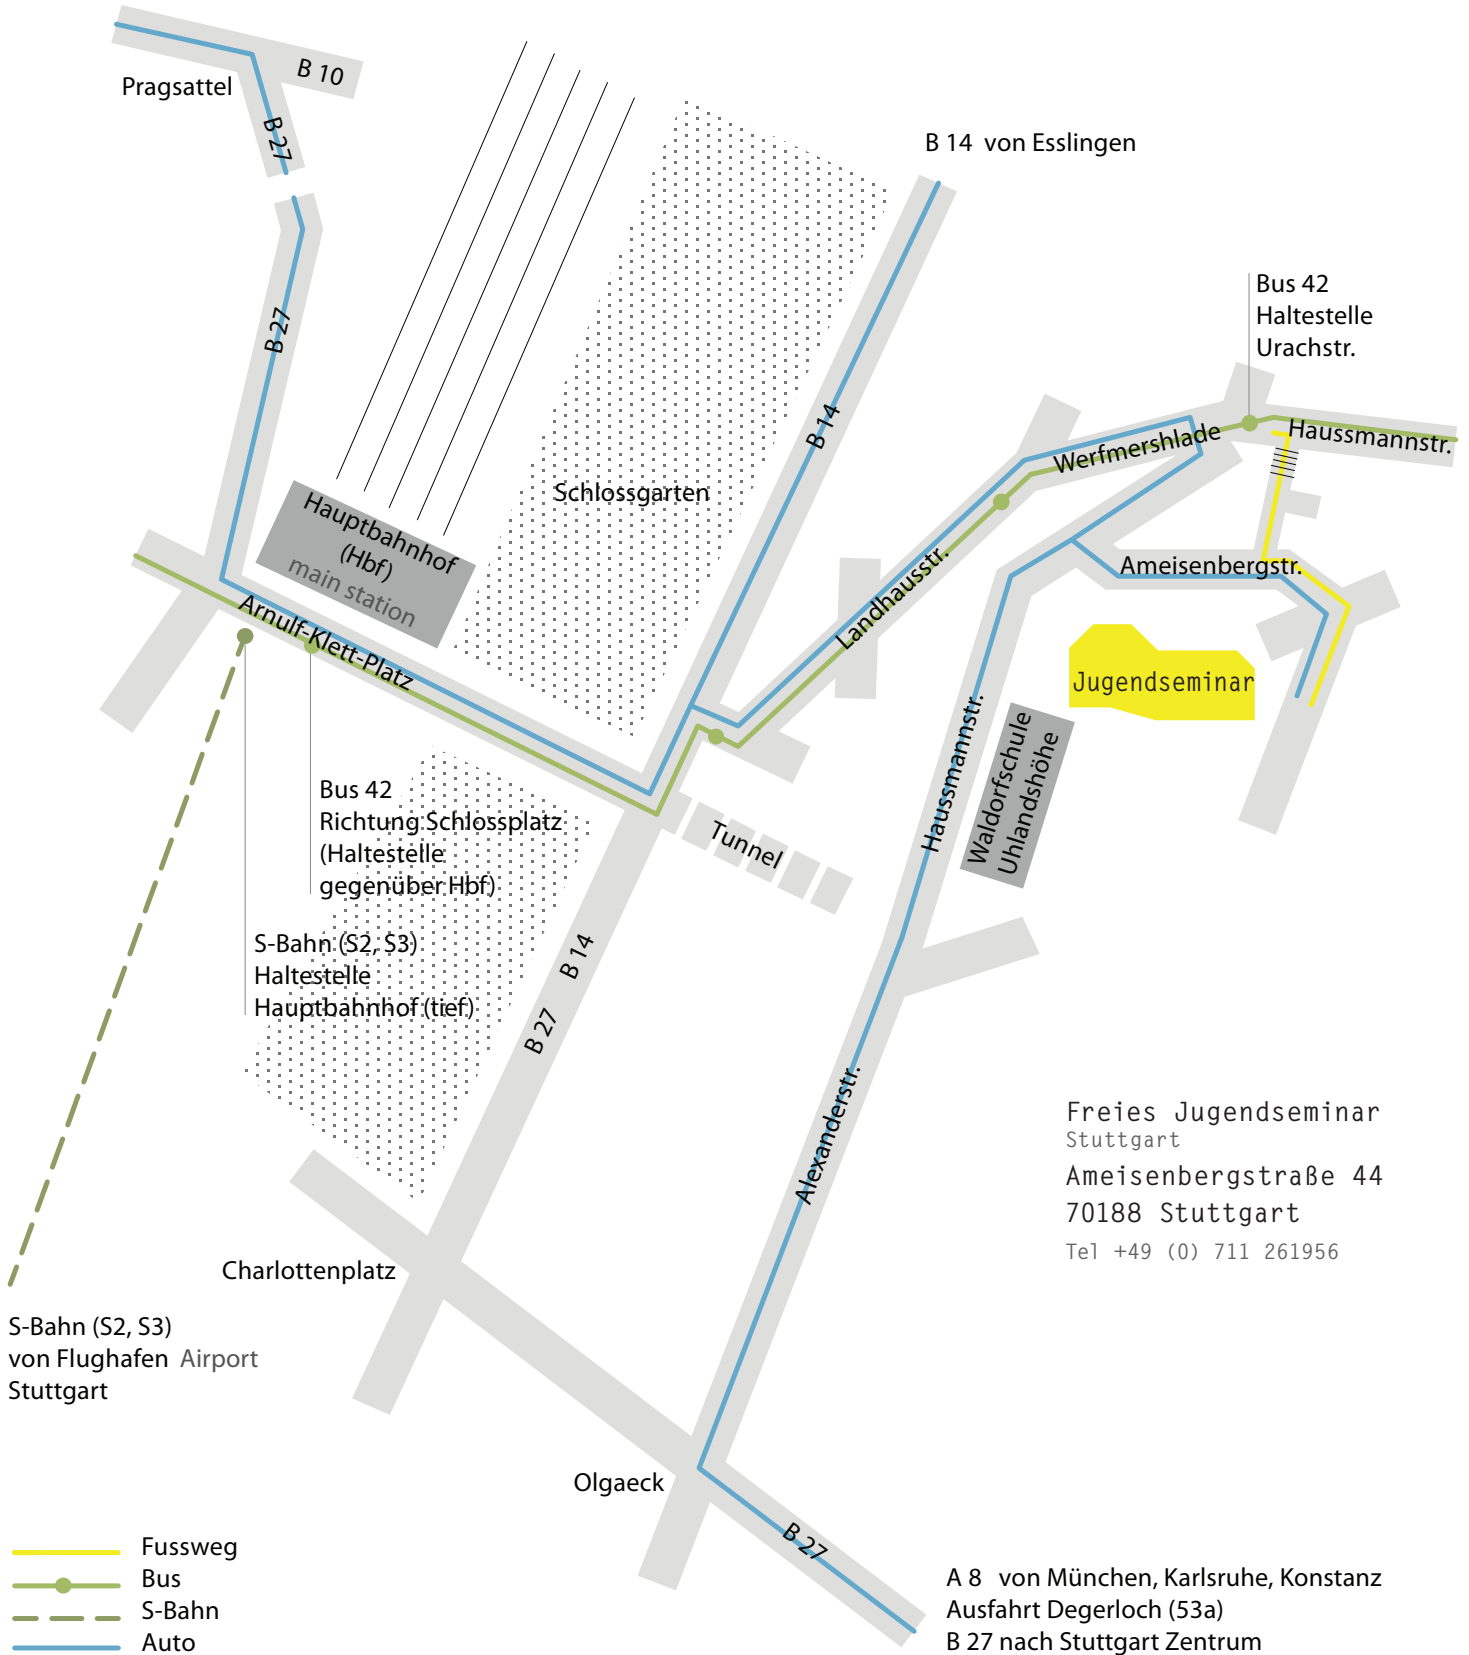 B 10
Pragsattel
B 27
B 14  von Esslingen
B 27
Bus 42
Haltestelle
Urachstr.
B 14
Werfmershlade
Haussmannstr.
Schlossgarten
Hauptbahnhof
(Hbf)
main station
Landhausstr.
Ameisenbergstr.
Arnulf-Klett-Platz
Jugendseminar
Haussmannstr.
Waldorfschule
Uhlandshöhe
Bus 42
Richtung Schlossplatz
(Haltestelle
gegenüber Hbf)
Tunnel
S-Bahn (S2, S3)
Haltestelle
Hauptbahnhof (tief)
B 14
B 27
Alexanderstr.
Freies Jugendseminar
Stuttgart
Ameisenbergstraße 44
70188 Stuttgart
Tel +49 (0) 711 261956
Charlottenplatz
S-Bahn (S2, S3)
von Flughafen Airport
Stuttgart
Olgaeck
B 27
Fussweg
Bus
S-Bahn
Auto
A 8  von München, Karlsruhe, Konstanz
Ausfahrt Degerloch (53a)
B 27 nach Stuttgart Zentrum